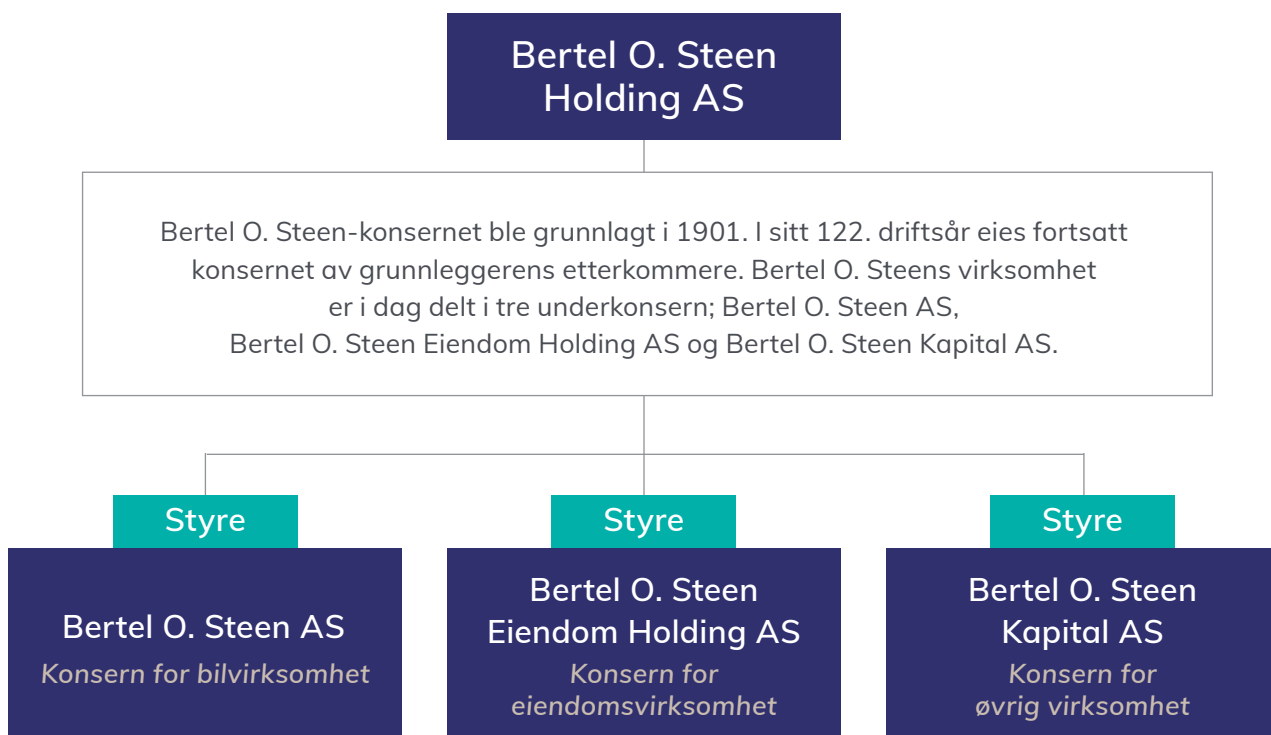 Bertel O. Steen
Holding AS
Bertel O. Steen-konsernet ble grunnlagt i 1901. I sitt 122. driftsår eies fortsatt
konsernet av grunnleggerens etterkommere. Bertel O. Steens virksomhet
er i dag delt i tre underkonsern; Bertel O. Steen AS,
Bertel O. Steen Eiendom Holding AS og Bertel O. Steen Kapital AS.
Styre
Bertel O. Steen AS
Konsern for bilvirksomhet
Styre
Bertel O. Steen
Eiendom Holding AS
Konsern for
eiendomsvirksomhet
Styre
Bertel O. Steen
Kapital AS
Konsern for
øvrig virksomhet